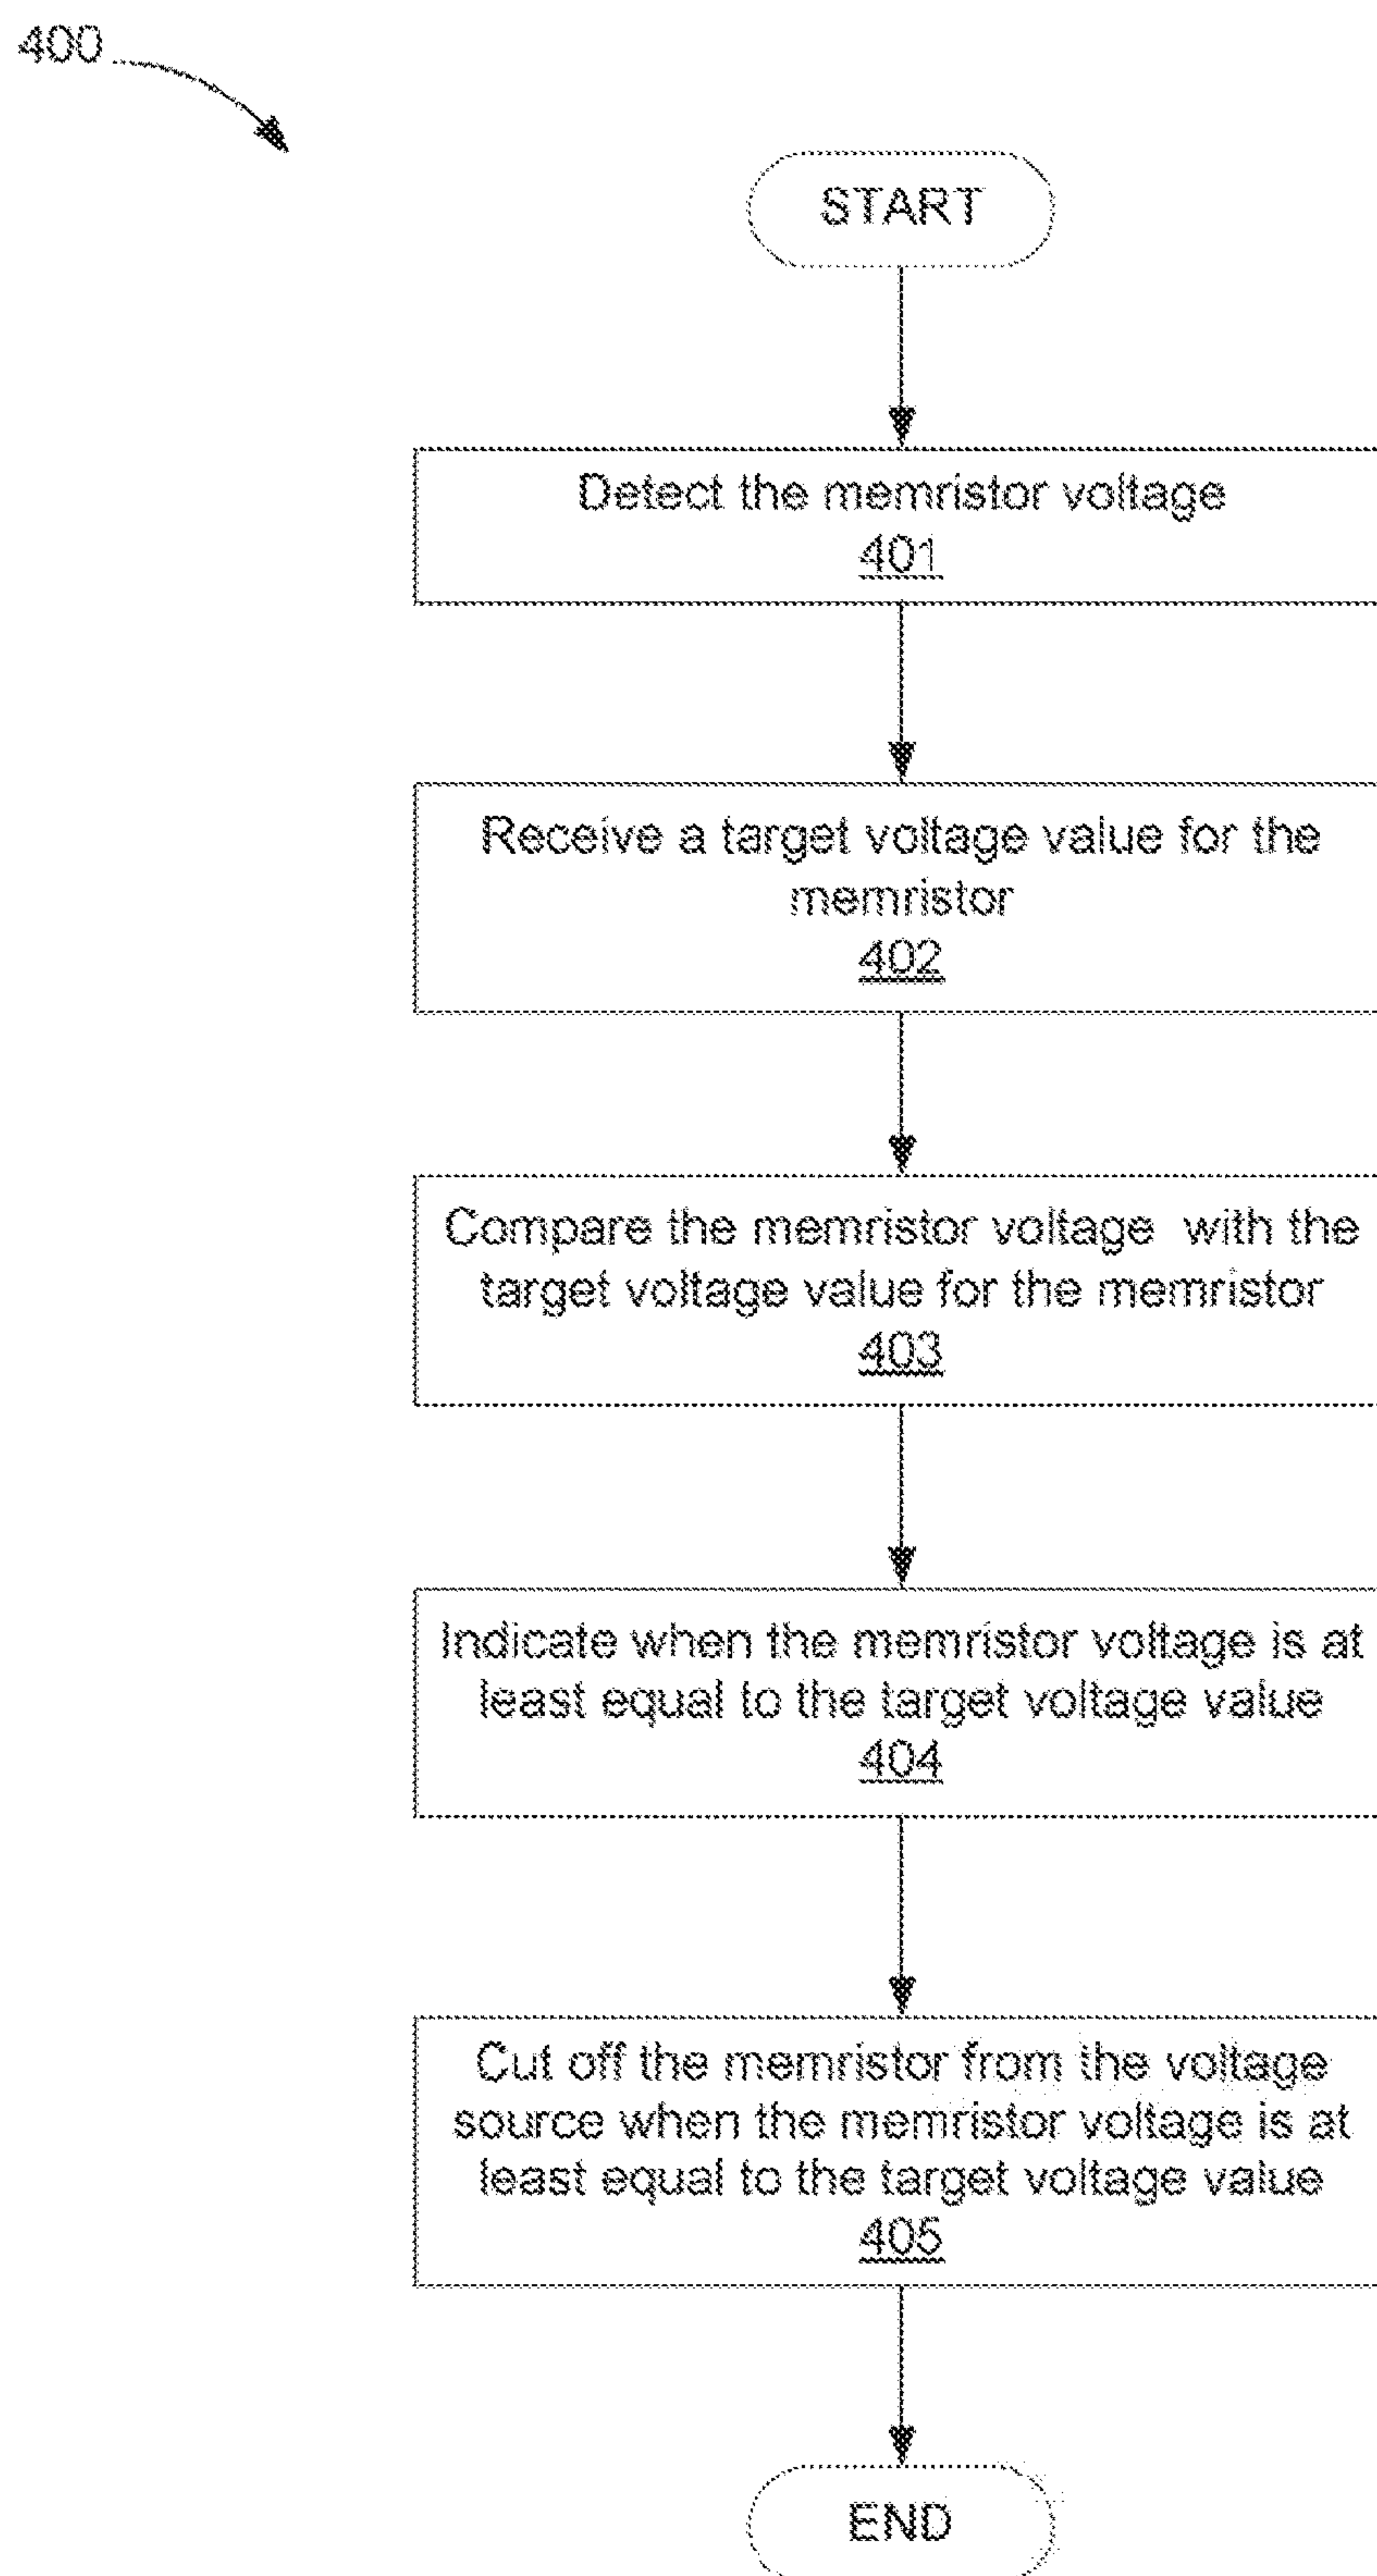 400
START
Detect the memristor voltage
401
Receive a target voltage value for the
memristor
402
Compare the memristor voltage with the
target voltage value for the memristor
403
Indicate when the memristor voltage is at
least equal to the target voltage value
404
Cut off the memristor from the voltage
source when the memristor voltage is at
least equal to the target voltage value
405
END